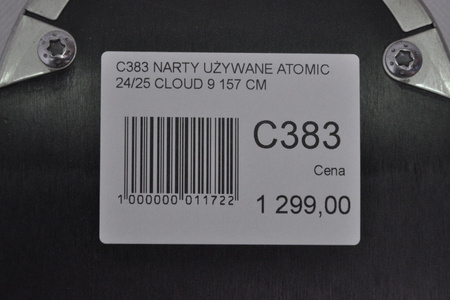 C383 NARTY UŻYWANE ATOMIC
24/25 CLOUD 9 157 CM
C383
Cena
1 000000 011722
1 299,00